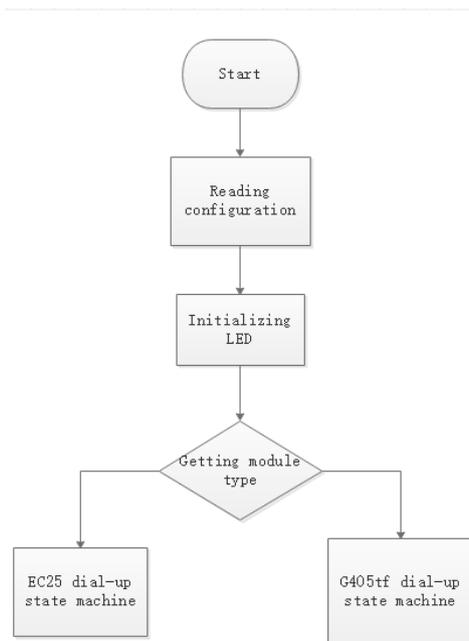 Start
Reading
configuration
Initializing
LED
Getting module
type
EC25 dial-up
state machine
G405tf dial-up
state machine